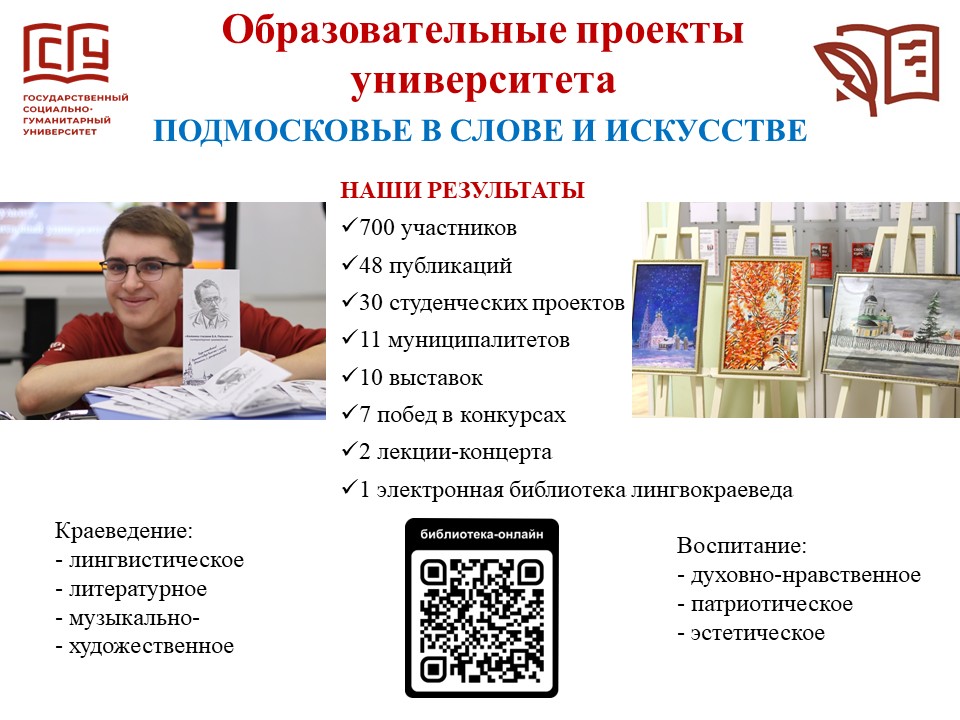 Образовательные проекты
университета
ПОДМОСКОВЬЕ В СЛОВЕ И ИСКУССТВЕ
ГСГУ
ГОСУДАРСТВЕННЫЙ
СОЦИАЛЬНО-
ГУМАНИТАРНЫЙ
УНИВЕРСИТЕТ
НАШИ РЕЗУЛЬТАТЫ
✓700 участников
✓48 публикаций
✓30 студенческих проектов
✓11 муниципалитетов
✓10 выставок
✓7 побед в конкурсах
✓2 лекции-концерта
✓1 электронная библиотека лингвокраеведа
Краеведение:
- лингвистическое
- литературное
- музыкально-
- художественное
библиотека-онлайн
Воспитание:
- духовно-нравственное
- патриотическое
- эстетическое